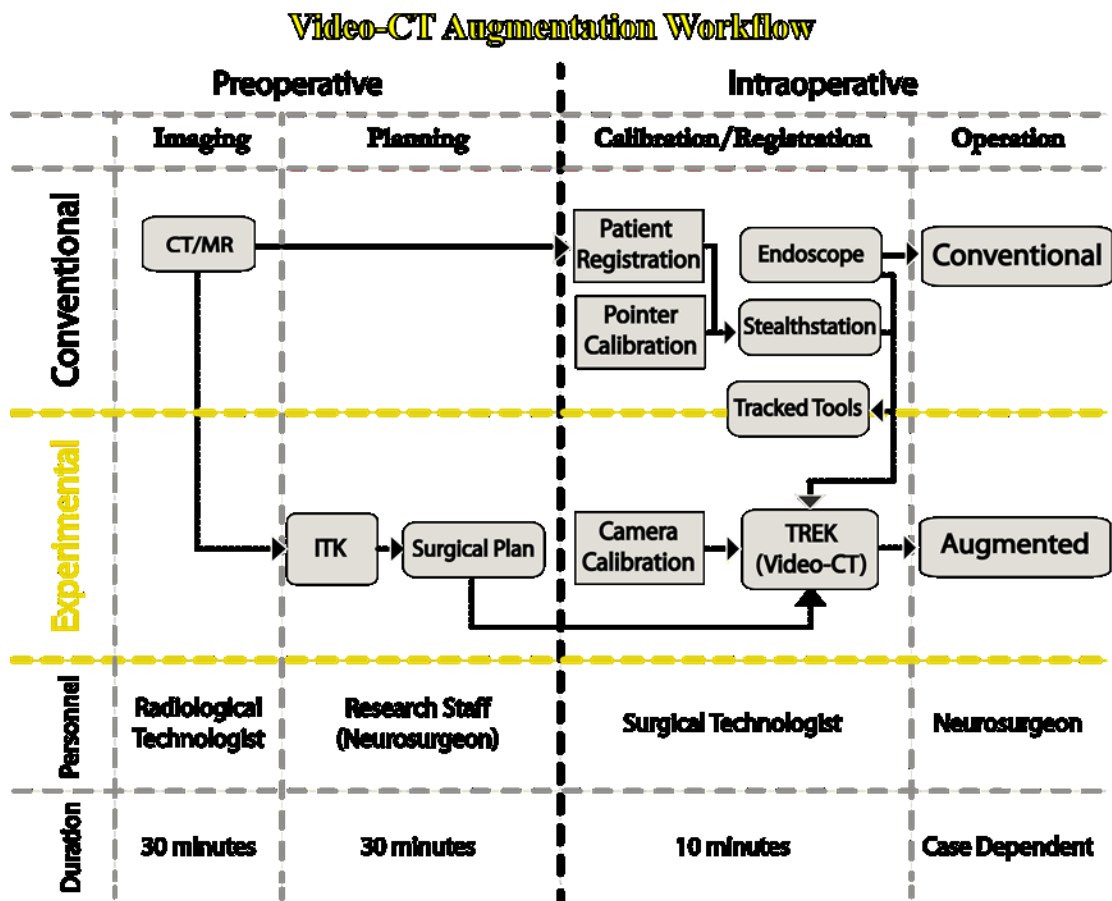 Video-CT Augmentation Workflow
Preoperative
Intraoperative
Imaging
Planning
Calibration/Registration
Operation
Conventional
CT/MR
Patient
Registration
Endoscope
Conventional
Pointer
Calibration
Stealthstation
Tracked Tools
Experimental
ITK
Surgical Plan
Camera
Calibration
TREK
(Video-CT)
Augmented
Personnel
Radiological
Technologist
Research Staff
(Neurosurgeon)
Surgical Technologist
Neurosurgeon
Duration
30 minutes
30 minutes
10 minutes
Case Dependent